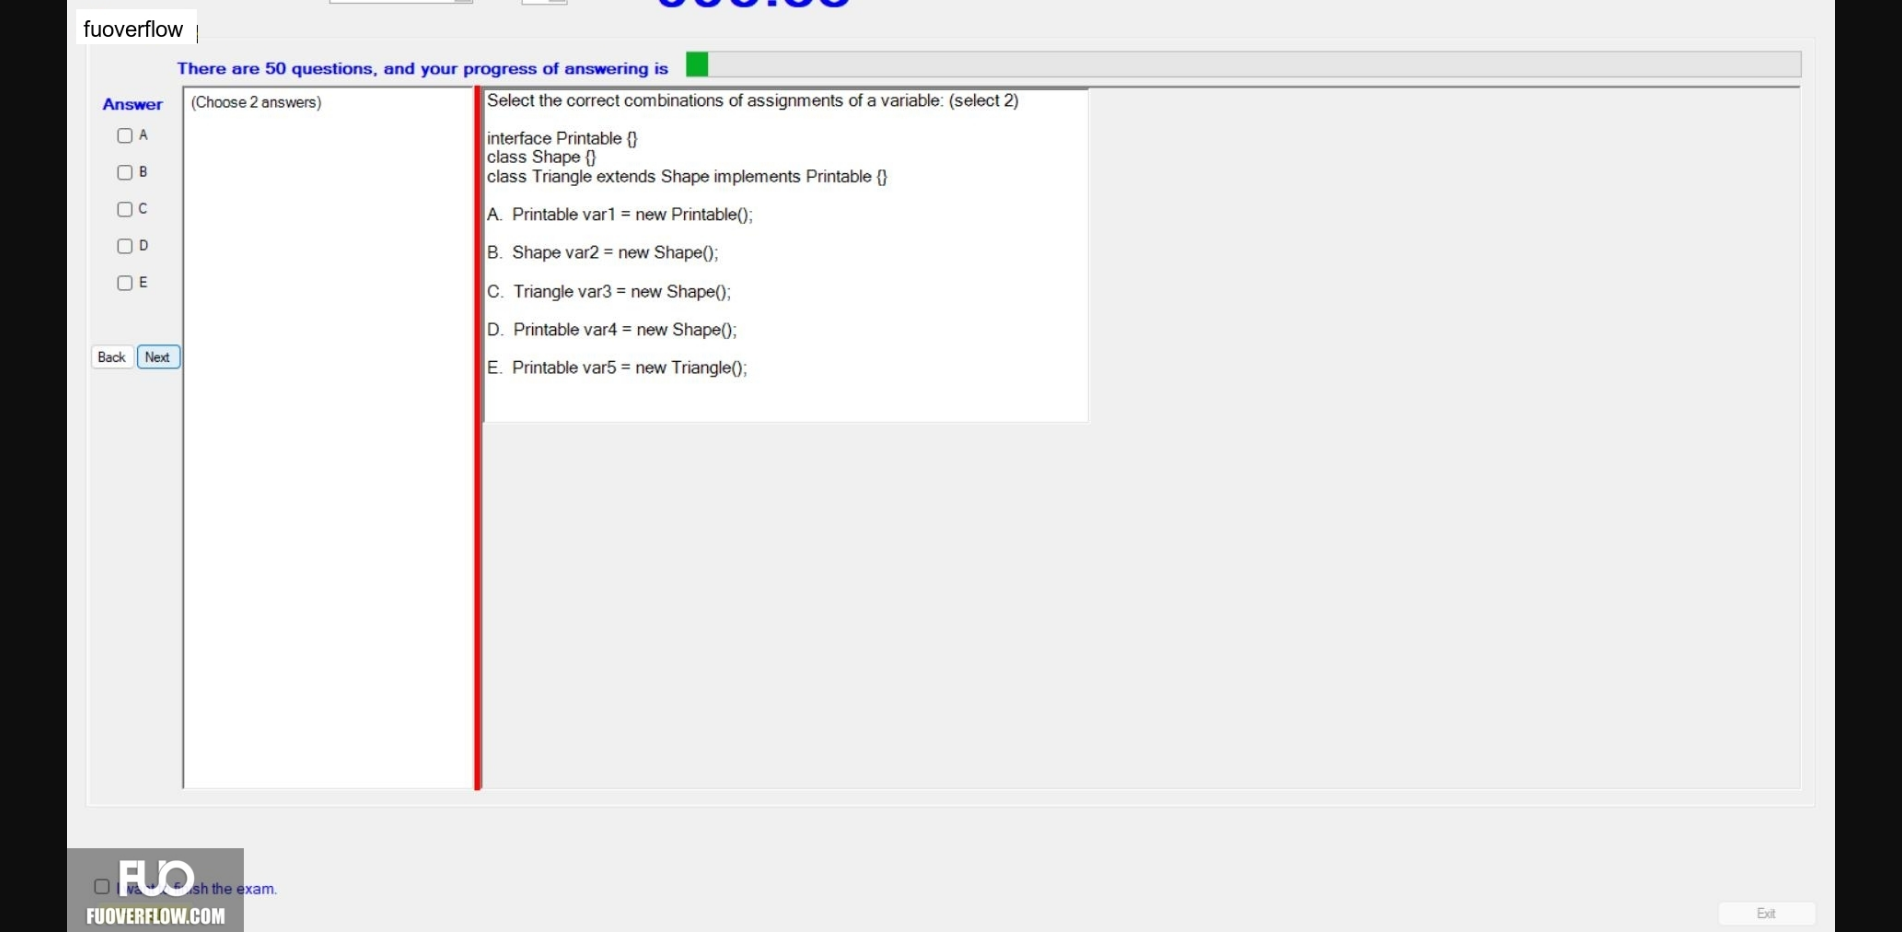 fuoverflow
There are 50 questions, and your progress of answering is
Answer
A
B
C
D
E
Back Next
(Choose 2 answers)
Select the correct combinations of assignments of a variable: (select 2)
interface Printable {}
class Shape {}
class Triangle extends Shape implements Printable {}
A. Printable var1 = new Printable();
B. Shape var2 = new Shape();
C. Triangle var3 = new Shape();
D. Printable var4 = new Shape();
E. Printable var5 = new Triangle();
FUO
the exam.
FUOVERFLOW.COM
Exit